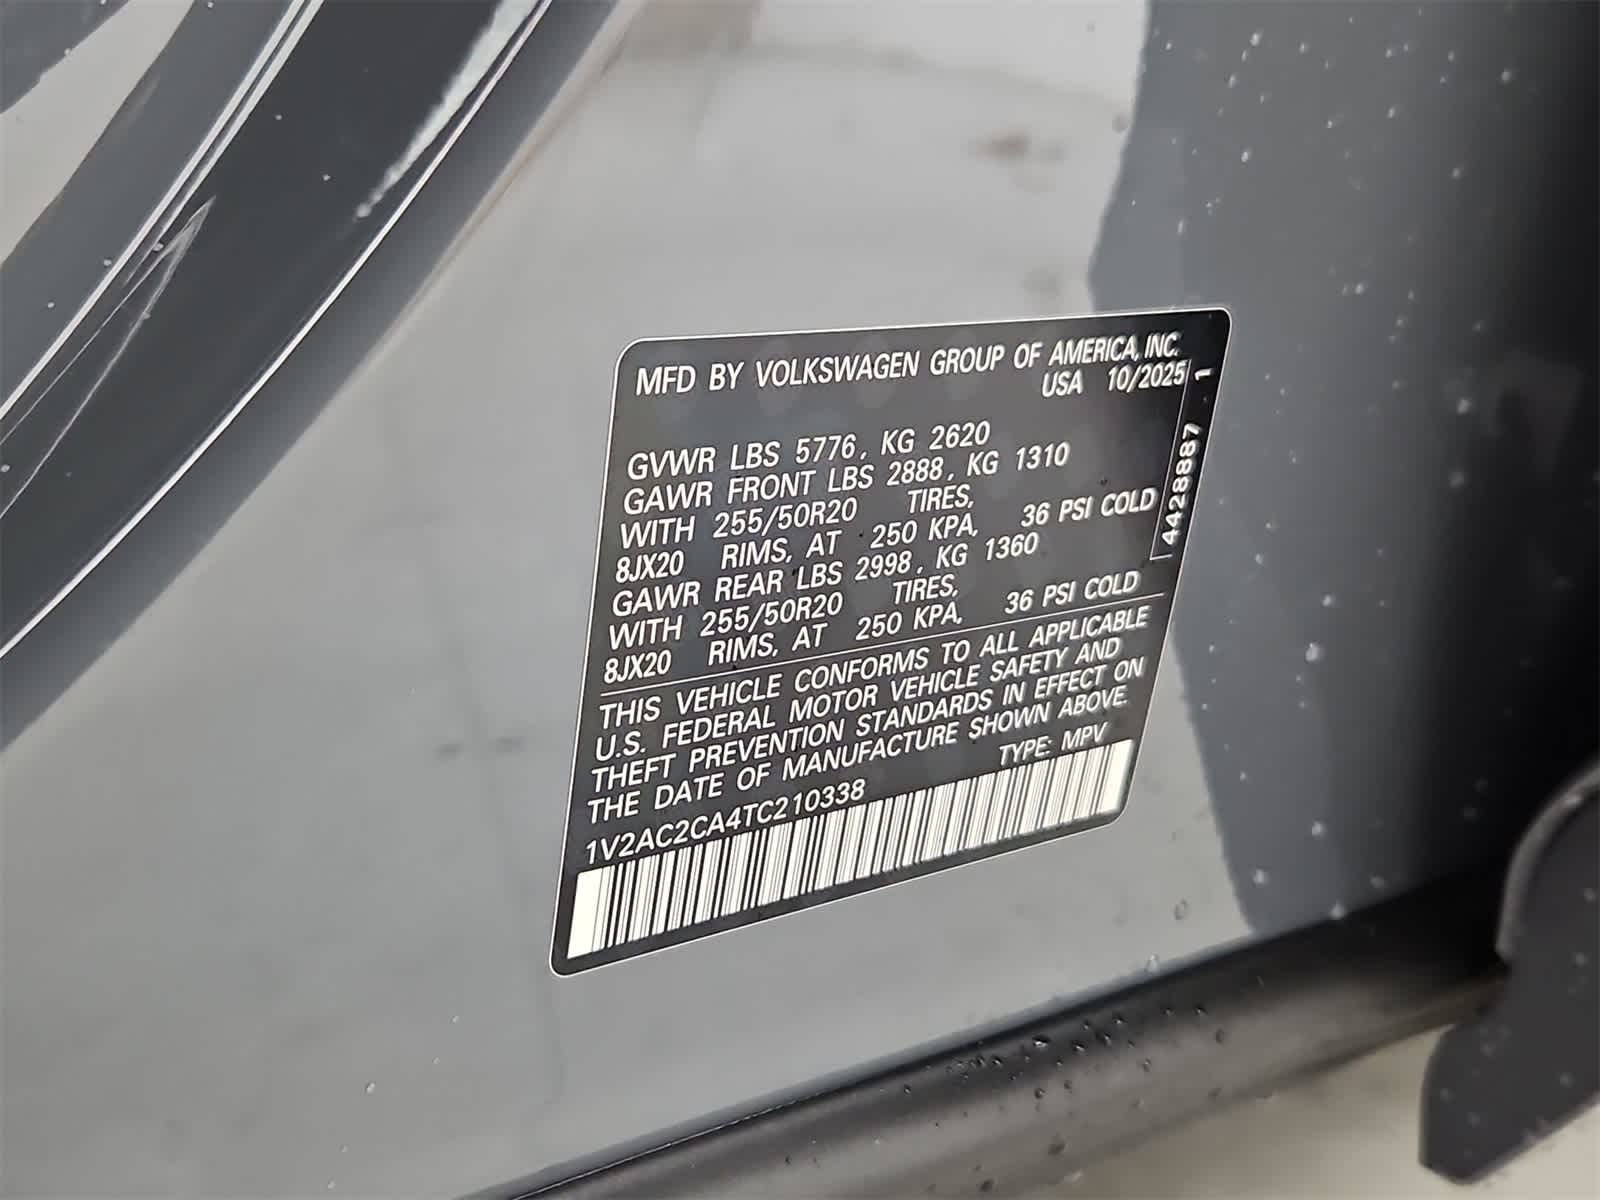 MFD BY VOLKSWAGEN GROUP OF AMERICA, INC.
USA 10/2025
GVWR LBS 5776, KG 2620
GAWR FRONT LBS 2888, KG 1310
WITH 255/50R20 TIRES,
8JX20 RIMS, AT 250 KPA, 36 PSI COLD
GAWR REAR LBS 2998, KG 1360
WITH 255/50R20 TIRES,
8JX20 RIMS, AT 250 KPA, 36 PSI COLD
THIS VEHICLE CONFORMS TO ALL APPLICABLE
U.S. FEDERAL MOTOR VEHICLE SAFETY AND
THEFT PREVENTION STANDARDS IN EFFECT ON
THE DATE OF MANUFACTURE SHOWN ABOVE.
TYPE: MPV
1V2AC2CA4TC210338
4428887 1